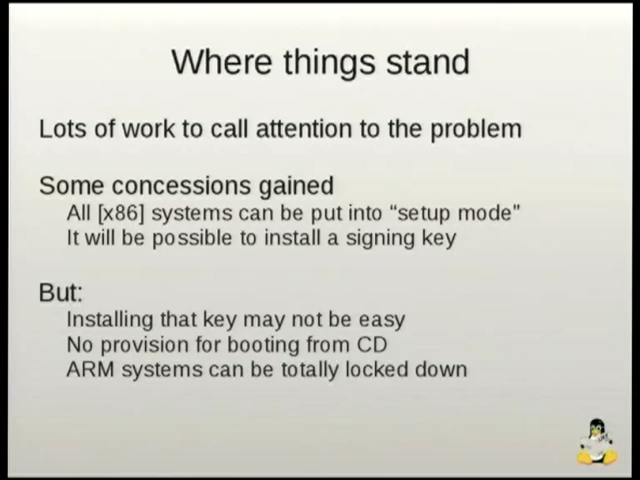 Where things stand
Lots of work to call attention to the problem
Some concessions gained
All [x86] systems can be put into “setup mode”
It will be possible to install a signing key
But:
Installing that key may not be easy
No provision for booting from CD
ARM systems can be totally locked down